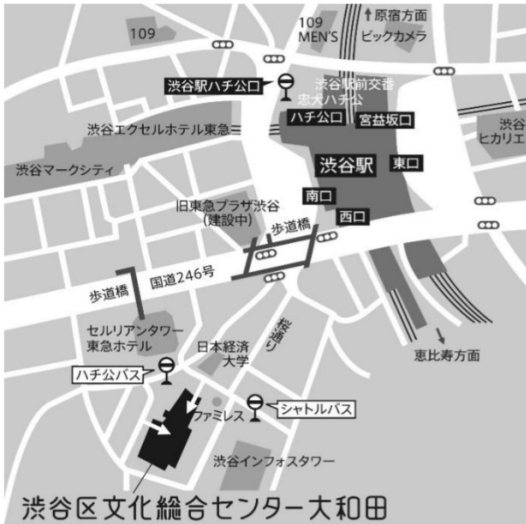 109
109
MEN'S
↑原宿方面
ビックカメラ
渋谷駅ハチ公口
渋谷駅前交番
忠犬ハチ公
ハチ公口
宮益坂口
渋谷エクセルホテル東急
渋谷
ヒカリエ
渋谷マークシティ
渋谷駅
東口
南口
西口
旧東急プラザ渋谷
(建設中)
歩道橋
国道246号
歩道橋
セルリアンタワー
東急ホテル
日本経済
大学
桜通り
恵比寿方面
ハチ公バス
ファミレス
シャトルバス
渋谷インフォスタワー
渋谷区文化総合センター大和田